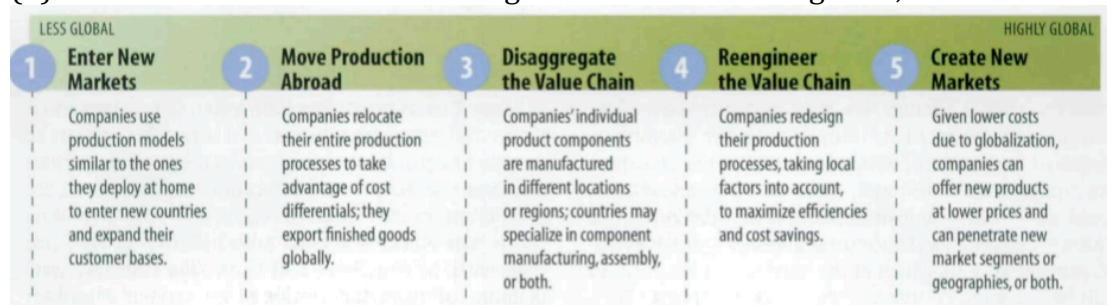 LESS GLOBAL
HIGHLY GLOBAL
1
Enter New
Markets
Companies use
production models
similar to the ones
they deploy at home
to enter new countries
and expand their
customer bases.
2
Move Production
Abroad
Companies relocate
their entire production
processes to take
advantage of cost
differentials; they
export finished goods
globally.
3
Disaggregate
the Value Chain
Companies' individual
product components
are manufactured
in different locations
or regions; countries may
specialize in component
manufacturing, assembly,
or both.
4
Reengineer
the Value Chain
Companies redesign
their production
processes, taking local
factors into account,
to maximize efficiencies
and cost savings.
5
Create New
Markets
Given lower costs
due to globalization,
companies can
offer new products
at lower prices and
can penetrate new
market segments or
geographies, or both.